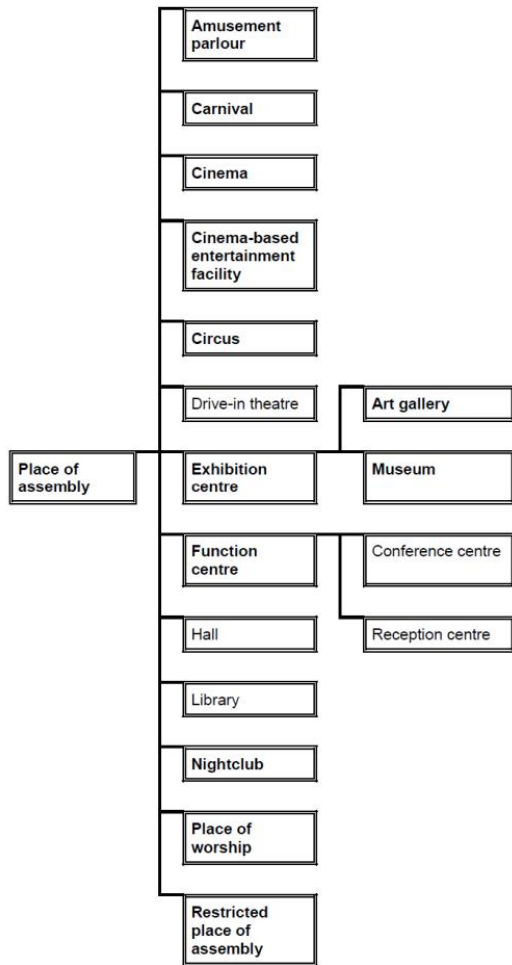 Amusement
parlour
Carnival
Cinema
Cinema-based
entertainment
facility
Circus
Drive-in theatre
Art gallery
Place of
assembly
Exhibition
centre
Museum
Function
centre
Conference centre
Hall
Reception centre
Library
Nightclub
Place of
worship
Restricted
place of
assembly